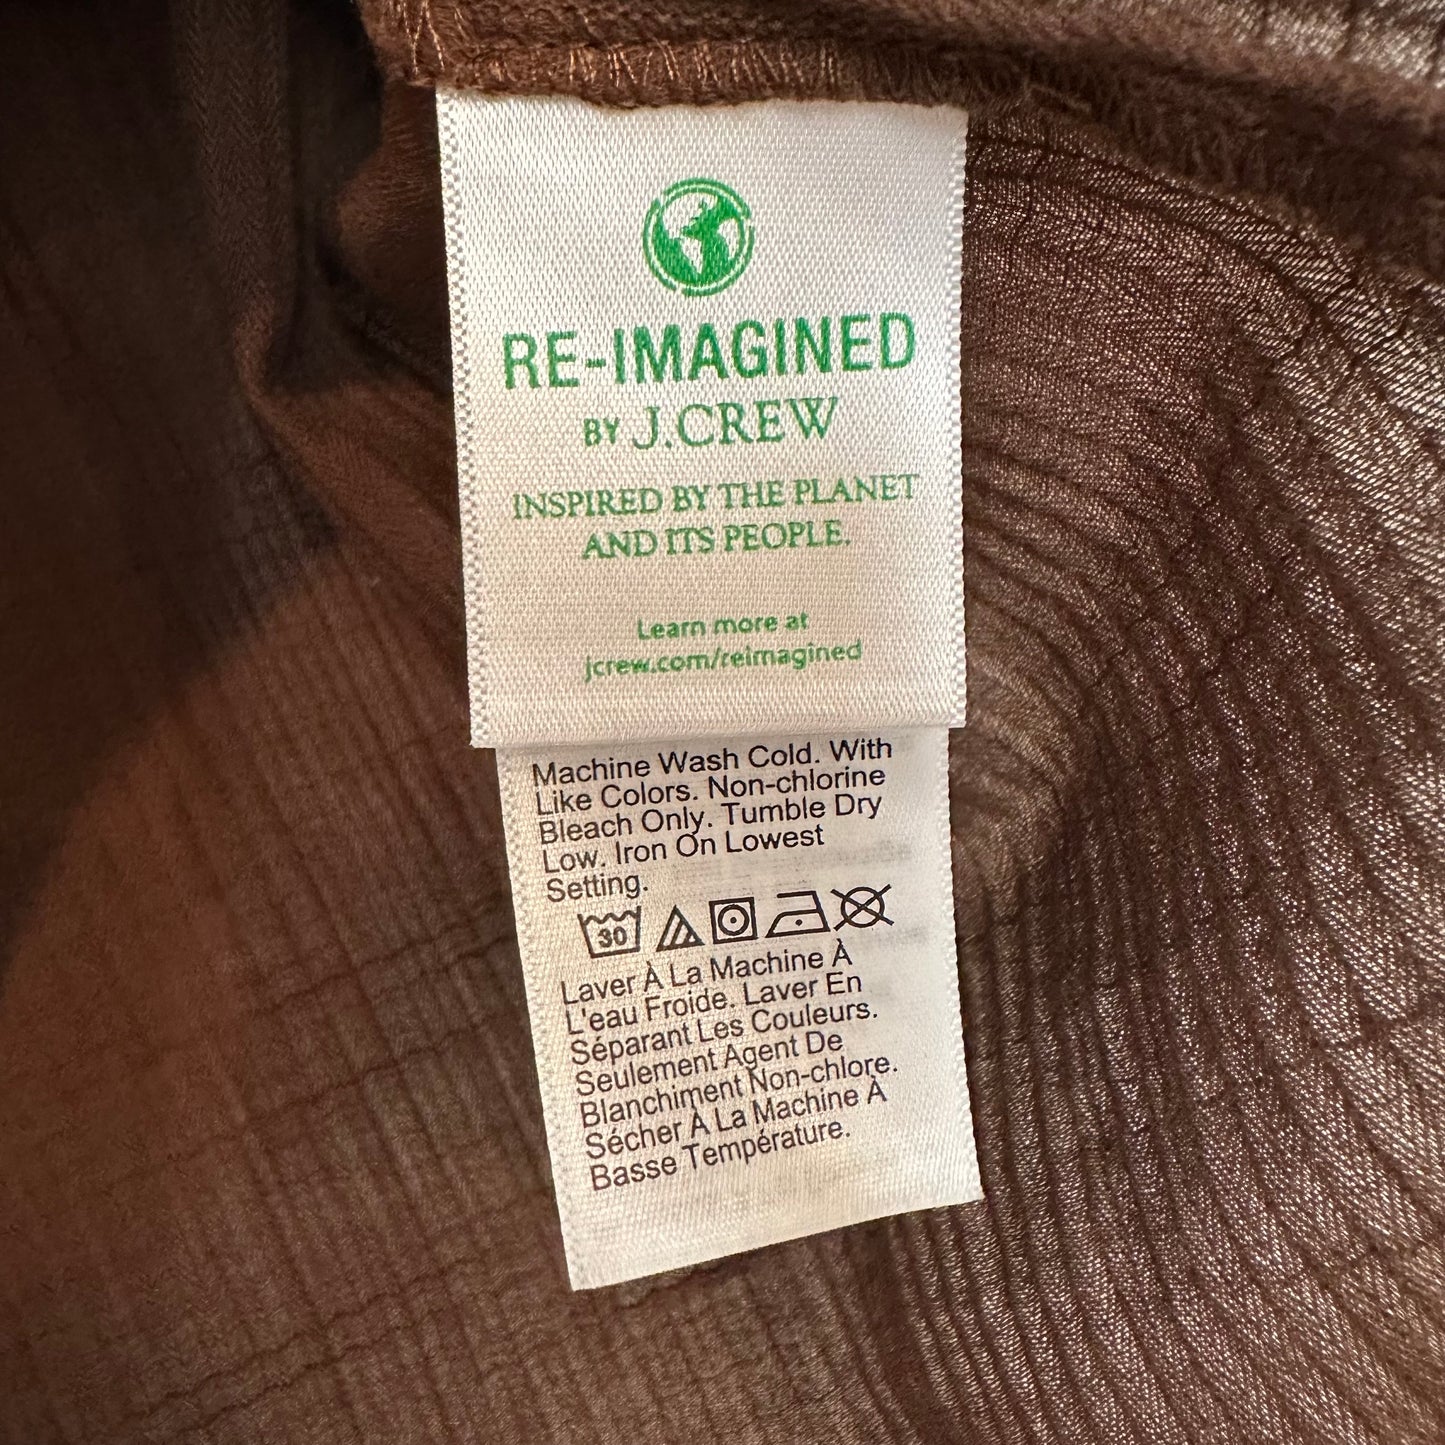 RE-IMAGINED
BY J.CREW
INSPIRED BY THE PLANET
AND ITS PEOPLE.
Learn more at
jcrew.com/reimagined
Machine Wash Cold. With
Like Colors. Non-chlorine
Bleach Only. Tumble Dry
Low. Iron On Lowest
Setting.
30
Laver À La Machine À
L'eau Froide. Laver En
Séparant Les Couleurs.
Seulement Agent De
Blanchiment Non-chlore.
Sécher À La Machine À
Basse Température.